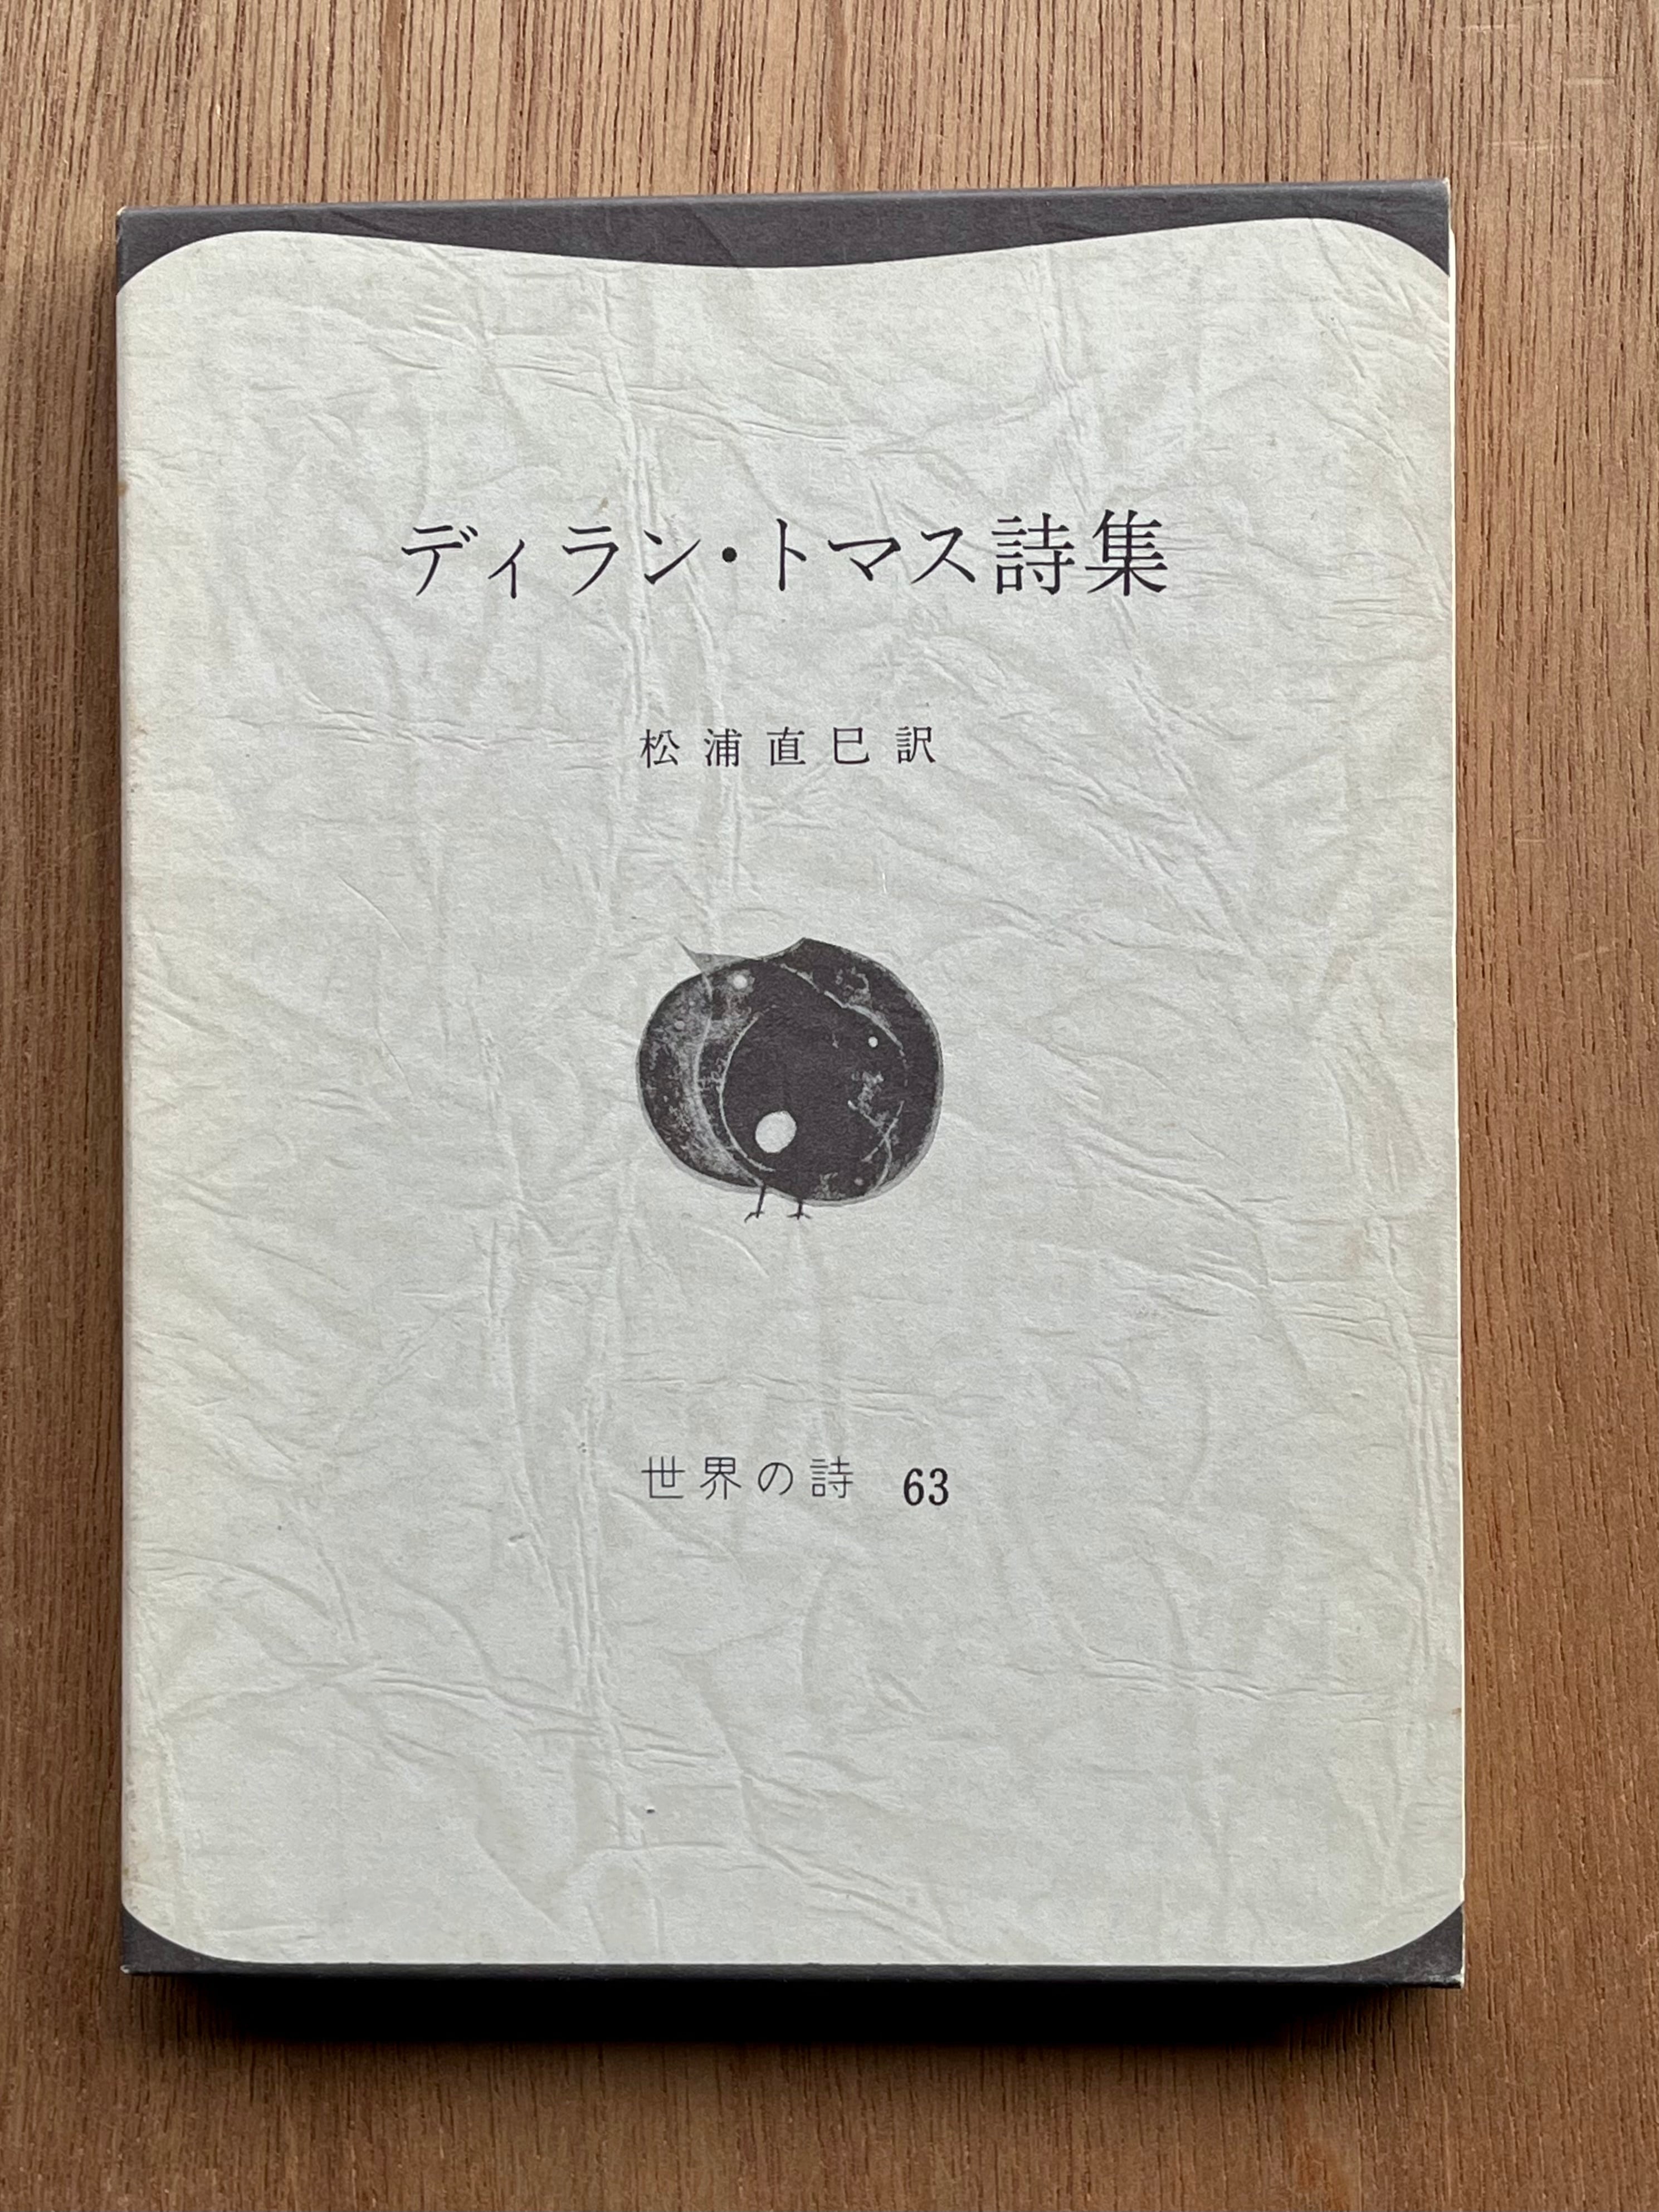 ディラン・トマス詩集
松浦直巳訳
世界の詩 63